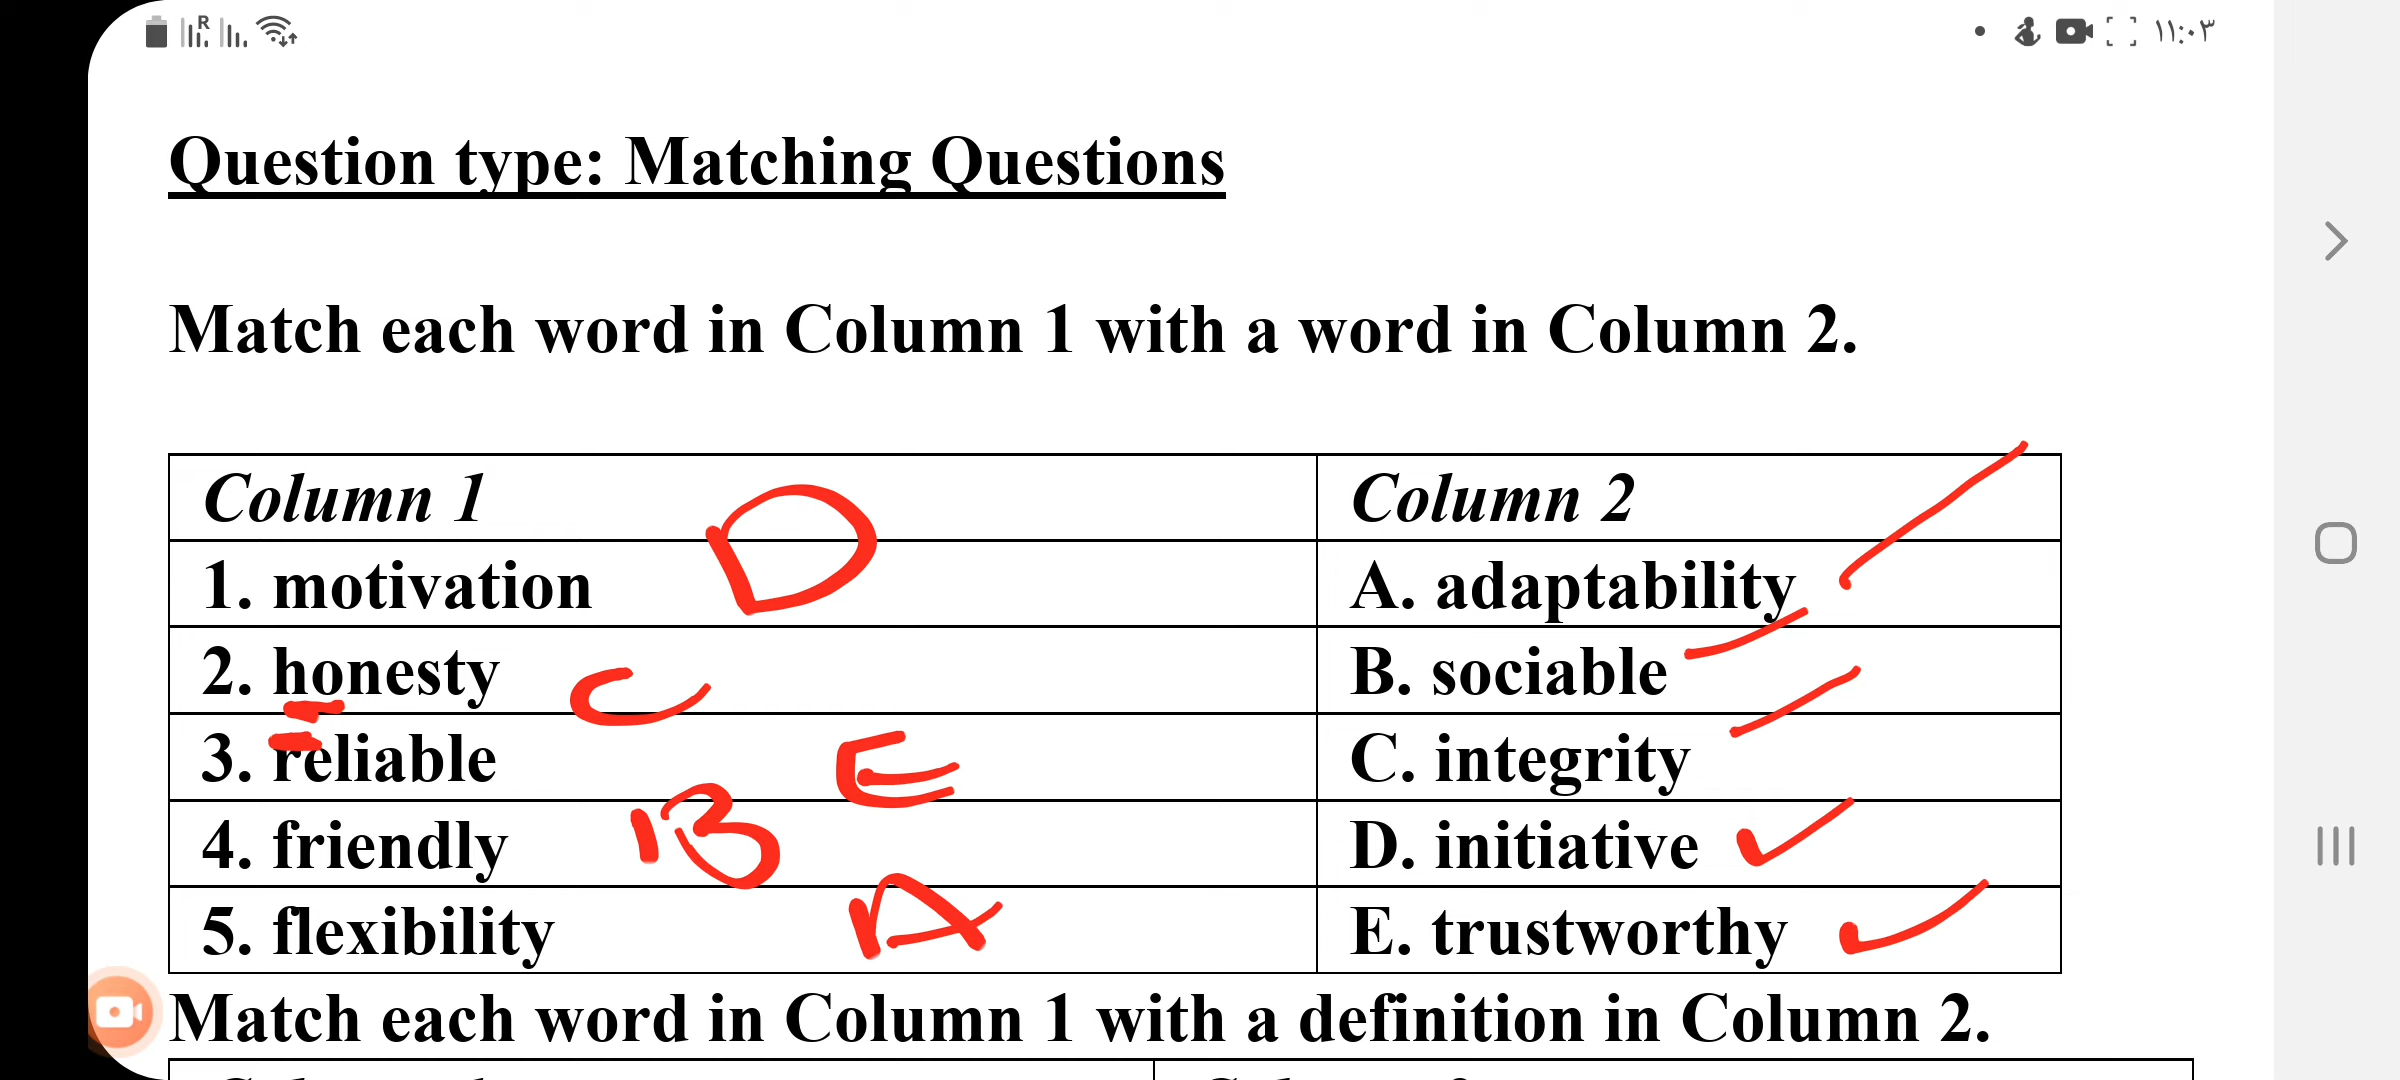 R ١١:٠٣
Question type: Matching Questions
Match each word in Column 1 with a word in Column 2.
Column 1 Column 2
1. motivation D A. adaptability
2. honesty C B. sociable
3. reliable E C. integrity
4. friendly B D. initiative
5. flexibility A E. trustworthy
Match each word in Column 1 with a definition in Column 2.